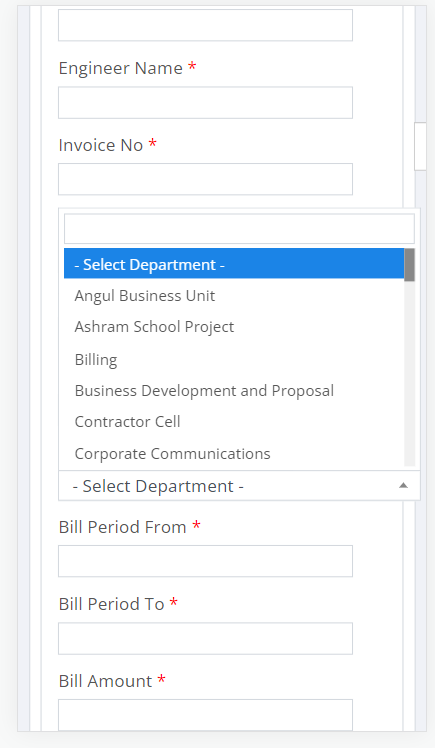 Engineer Name *
Invoice No *
- Select Department -
Angul Business Unit
Ashram School Project
Billing
Business Development and Proposal
Contractor Cell
Corporate Communications
- Select Department -
Bill Period From *
Bill Period To *
Bill Amount *